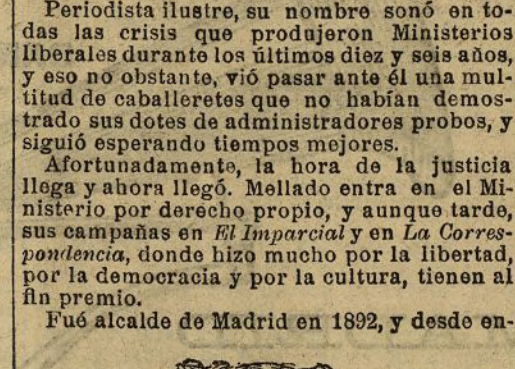 Periodista ilustre, su nombre sonó en to-
das las crisis que produjeron Ministerios
liberales durante los últimos diez y seis años,
y eso no obstante, vió pasar ante él una mul-
titud de caballeretes que no habían demos-
trado sus dotes de administradores probos, y
siguió esperando tiempos mejores.
Afortunadamente, la hora de la justicia
llega y ahora llegó. Mellado entra en el Mi-
nisterio por derecho propio, y aunque tarde,
sus campañas en El Imparcial y en La Corres-
pondencia, donde hizo mucho por la libertad,
por la democracia y por la cultura, tienen al
fin premio.
Fué alcalde de Madrid en 1892, y desde en-